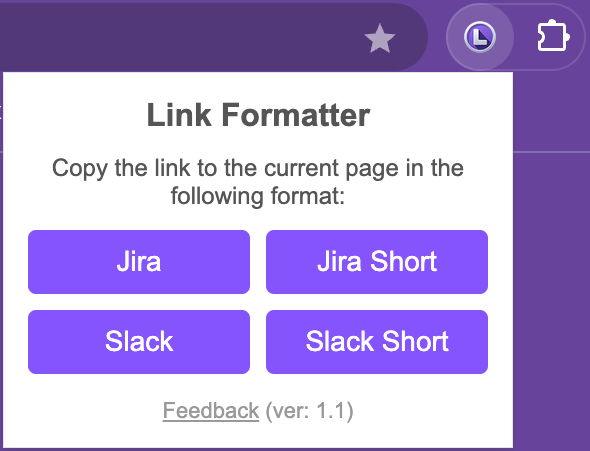 Link Formatter
Copy the link to the current page in the
following format:
Jira
Jira Short
Slack
Slack Short
Feedback (ver: 1.1)